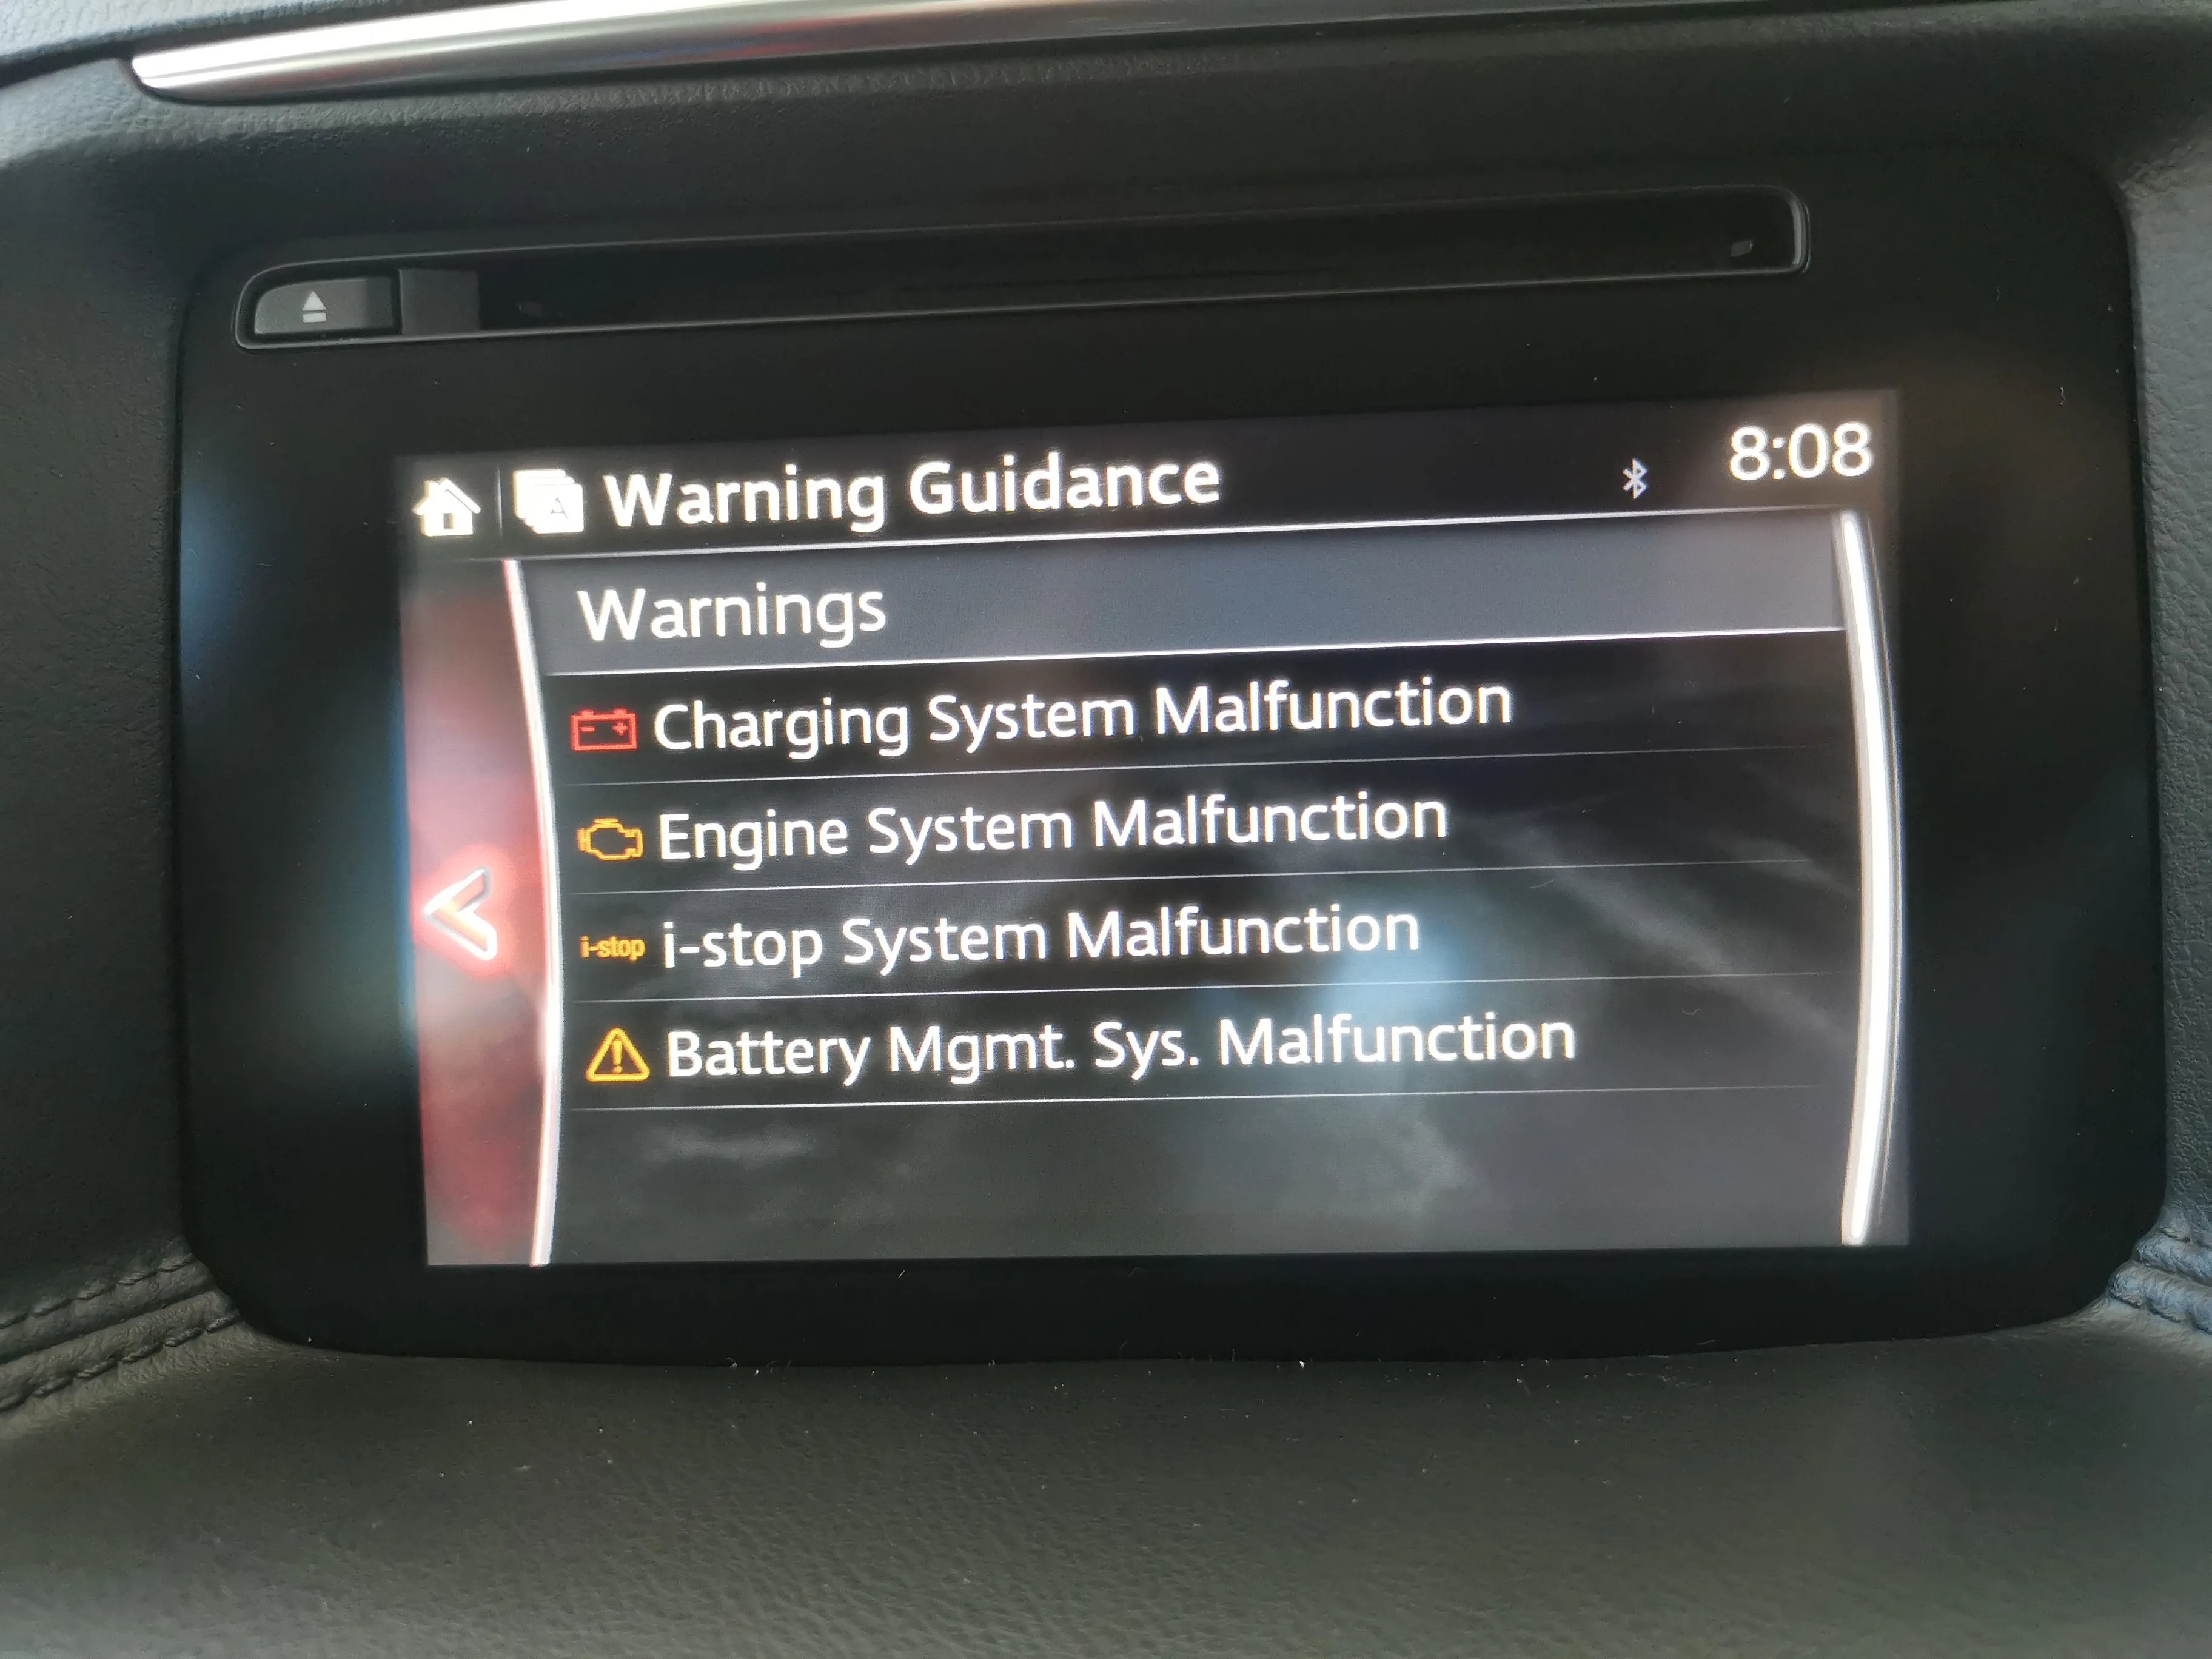 Warning Guidance 8:08
Warnings
Charging System Malfunction
Engine System Malfunction
i-stop i-stop System Malfunction
Battery Mgmt. Sys. Malfunction